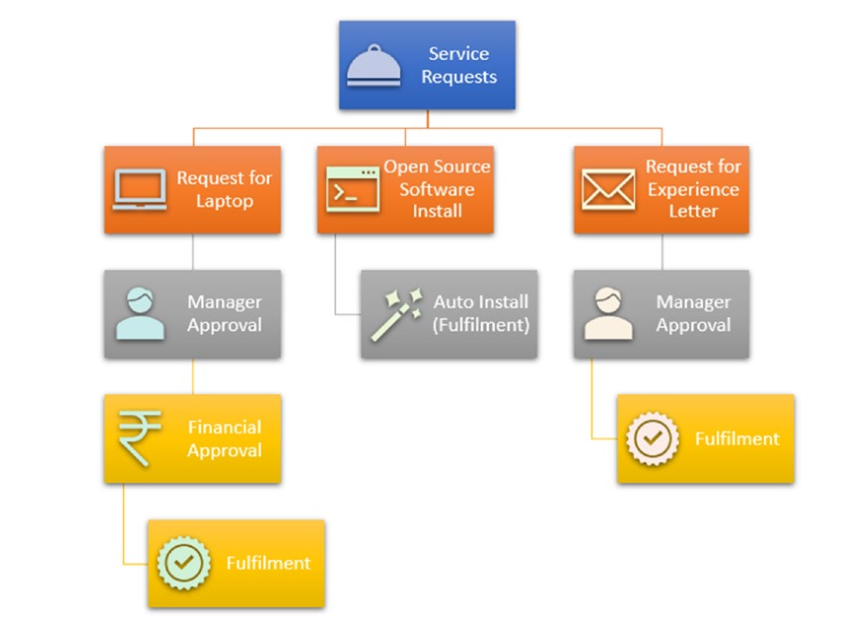 Service
Requests
Request for
Laptop
Open Source
Software
Install
Request for
Experience
Letter
Manager
Approval
Auto Install
(Fulfilment)
Manager
Approval
Financial
Approval
Fulfilment
Fulfilment